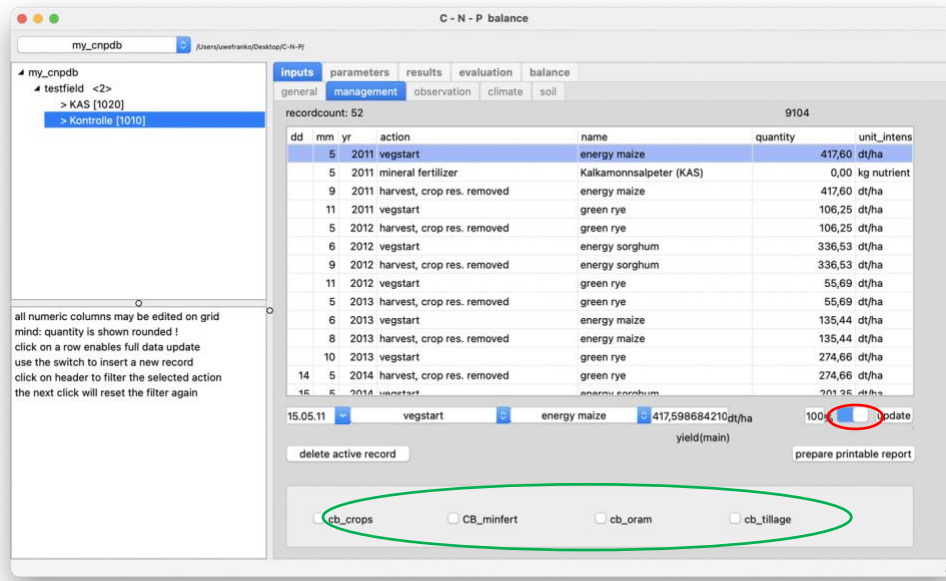 C - N - P balance
my_cnpdb
/Users/uwefranko/Desktop/C-N-P/
my_cnpdb
testfield <2>
> KAS [1020]
> Kontrolle [1010]
inputs parameters results evaluation balance
general management observation climate soil
recordcount: 52 9104
dd mm yr action name quantity unit_intens
5 2011 vegstart energy maize 417,60 dt/ha
5 2011 mineral fertilizer Kalkamonnsalpeter (KAS) 0,00 kg nutrient
9 2011 harvest, crop res. removed energy maize 417,60 dt/ha
11 2011 vegstart green rye 106,25 dt/ha
5 2012 harvest, crop res. removed green rye 106,25 dt/ha
6 2012 vegstart energy sorghum 336,53 dt/ha
9 2012 harvest, crop res. removed energy sorghum 336,53 dt/ha
11 2012 vegstart green rye 55,69 dt/ha
5 2013 harvest, crop res. removed green rye 55,69 dt/ha
6 2013 vegstart energy maize 135,44 dt/ha
8 2013 harvest, crop res. removed energy maize 135,44 dt/ha
10 2013 vegstart green rye 274,66 dt/ha
14 5 2014 harvest, crop res. removed green rye 274,66 dt/ha
15 5 2014 vegstart energy sorghum 201,35 dt/ha
all numeric columns may be edited on grid
mind: quantity is shown rounded !
click on a row enables full data update
use the switch to insert a new record
click on header to filter the selected action
the next click will reset the filter again
15.05.11 vegstart energy maize 417,598684210 dt/ha 100% update
yield(main)
delete active record prepare printable report
cb_crops CB_minfert cb_oram cb_tillage